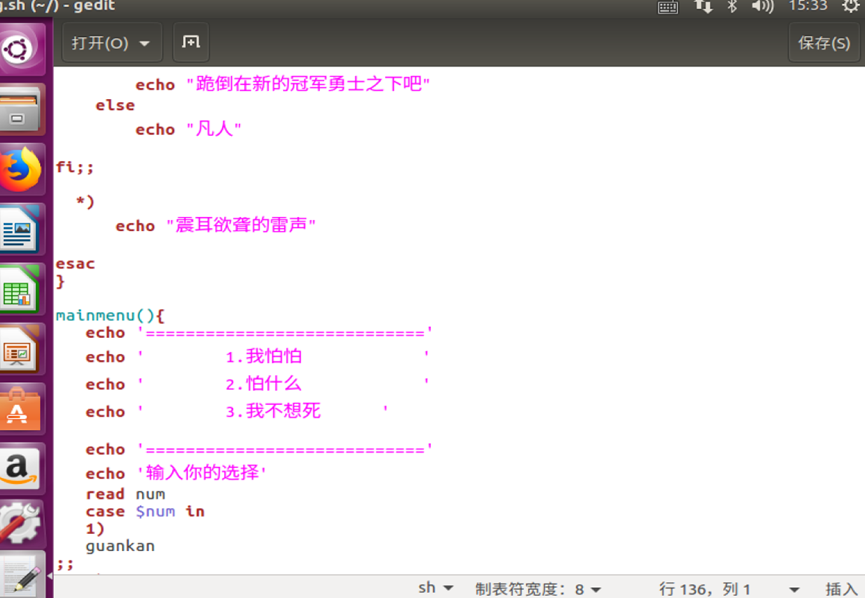 g.sh (~/) - gedit
15:33
打开(O)
保存(S)
echo "跪倒在新的冠军勇士之下吧"
else
echo "凡人"
fi;;
*)
echo "震耳欲聋的雷声"
esac
}
mainmenu(){
echo '============================'
echo '        1.我怕怕            '
echo '        2.怕什么            '
echo '        3.我不想死      '
echo '============================'
echo '输入你的选择'
read num
case $num in
1)
guankan
;;
sh 制表符宽度: 8 行 136, 列 1 插入